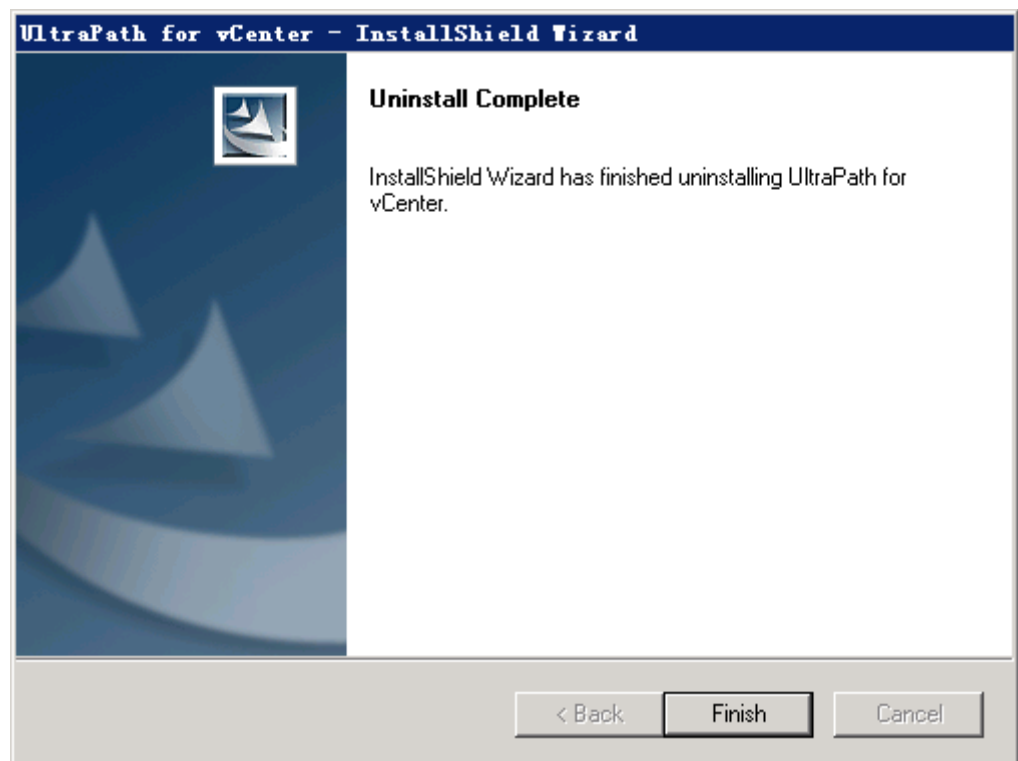 UltraPath for vCenter - InstallShield Wizard
Uninstall Complete
InstallShield Wizard has finished uninstalling UltraPath for
vCenter.
< Back
Finish
Cancel